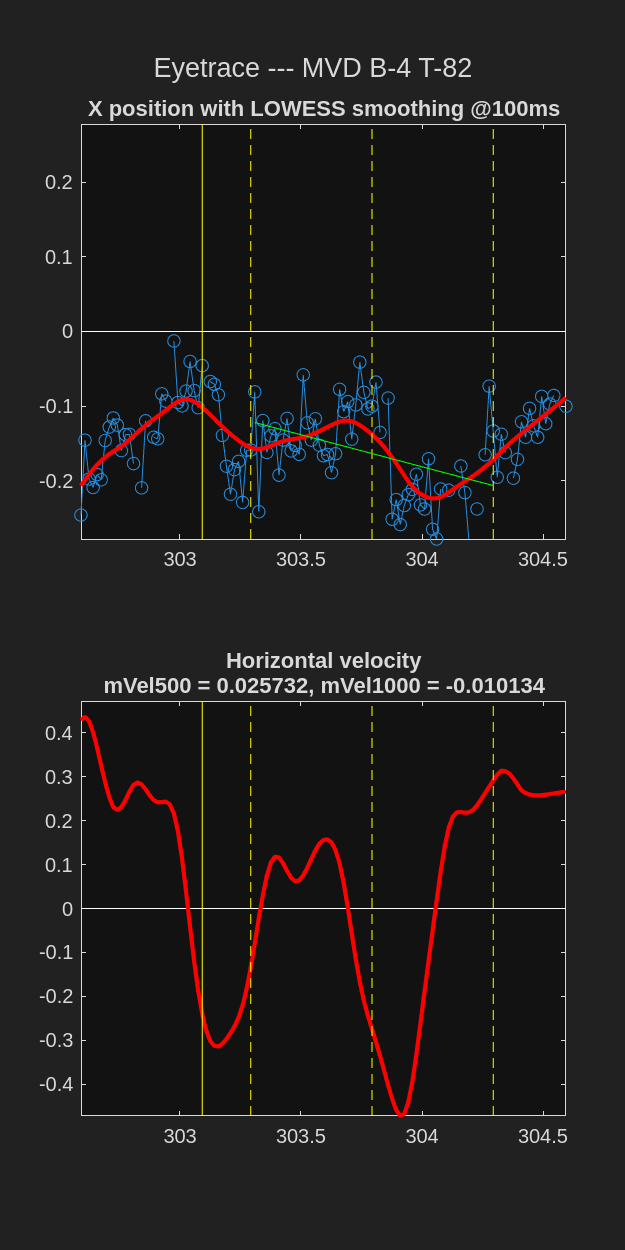 Eyetrace --- MVD B-4 T-82
X position with LOWESS smoothing @100ms
0.2
0.1
0
-0.1
-0.2
303 303.5 304 304.5
Horizontal velocity
mVel500 = 0.025732, mVel1000 = -0.010134
0.4
0.3
0.2
0.1
0
-0.1
-0.2
-0.3
-0.4
303 303.5 304 304.5